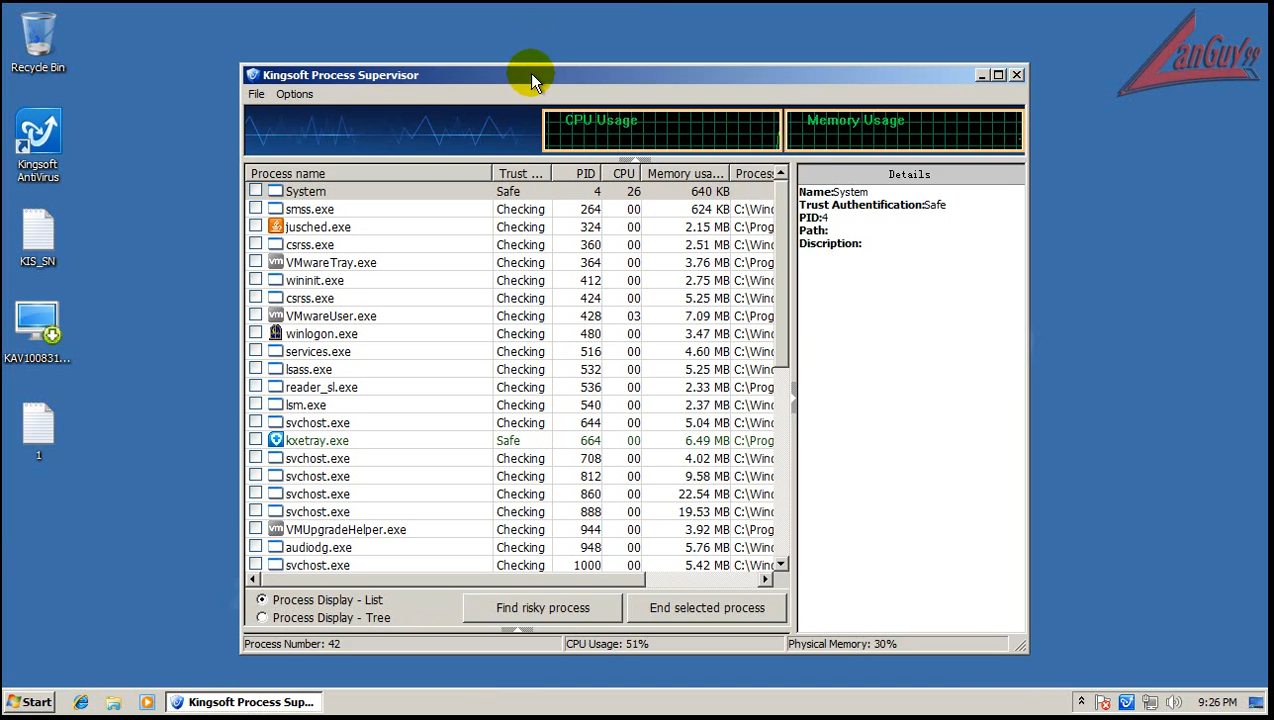 Recycle Bin
LanGuy99
Kingsoft
AntiVirus
KIS_SN
KAV100831...
1
Kingsoft Process Supervisor
File Options
CPU Usage Memory Usage
Process name Trust ... PID CPU Memory usa... Process
System Safe 4 26 640 KB
smss.exe Checking 264 00 624 KB C:\Wind
jusched.exe Checking 324 00 2.15 MB C:\Prog
csrss.exe Checking 360 00 2.51 MB C:\Wind
VMwareTray.exe Checking 364 00 3.76 MB C:\Prog
wininit.exe Checking 412 00 2.75 MB C:\Wind
csrss.exe Checking 424 00 5.25 MB C:\Wind
VMwareUser.exe Checking 428 03 7.09 MB C:\Prog
winlogon.exe Checking 480 00 3.47 MB C:\Wind
services.exe Checking 516 00 4.60 MB C:\Wind
lsass.exe Checking 532 00 5.25 MB C:\Wind
reader_sl.exe Checking 536 00 2.33 MB C:\Prog
lsm.exe Checking 540 00 2.37 MB C:\Wind
svchost.exe Checking 644 00 5.04 MB C:\Wind
kxetray.exe Safe 664 00 6.49 MB C:\Prog
svchost.exe Checking 708 00 4.02 MB C:\Wind
svchost.exe Checking 812 00 9.58 MB C:\Wind
svchost.exe Checking 860 00 22.54 MB C:\Wind
svchost.exe Checking 888 00 19.53 MB C:\Wind
VMUpgradeHelper.exe Checking 944 00 3.92 MB C:\Prog
audiodg.exe Checking 948 00 5.76 MB C:\Wind
svchost.exe Checking 1000 00 5.42 MB C:\Wind
Details
Name:System
Trust Authentification:Safe
PID:4
Path:
Discription:
Process Display - List
Process Display - Tree
Find risky process End selected process
Process Number: 42 CPU Usage: 51% Physical Memory: 30%
Start Kingsoft Process Sup... 9:26 PM